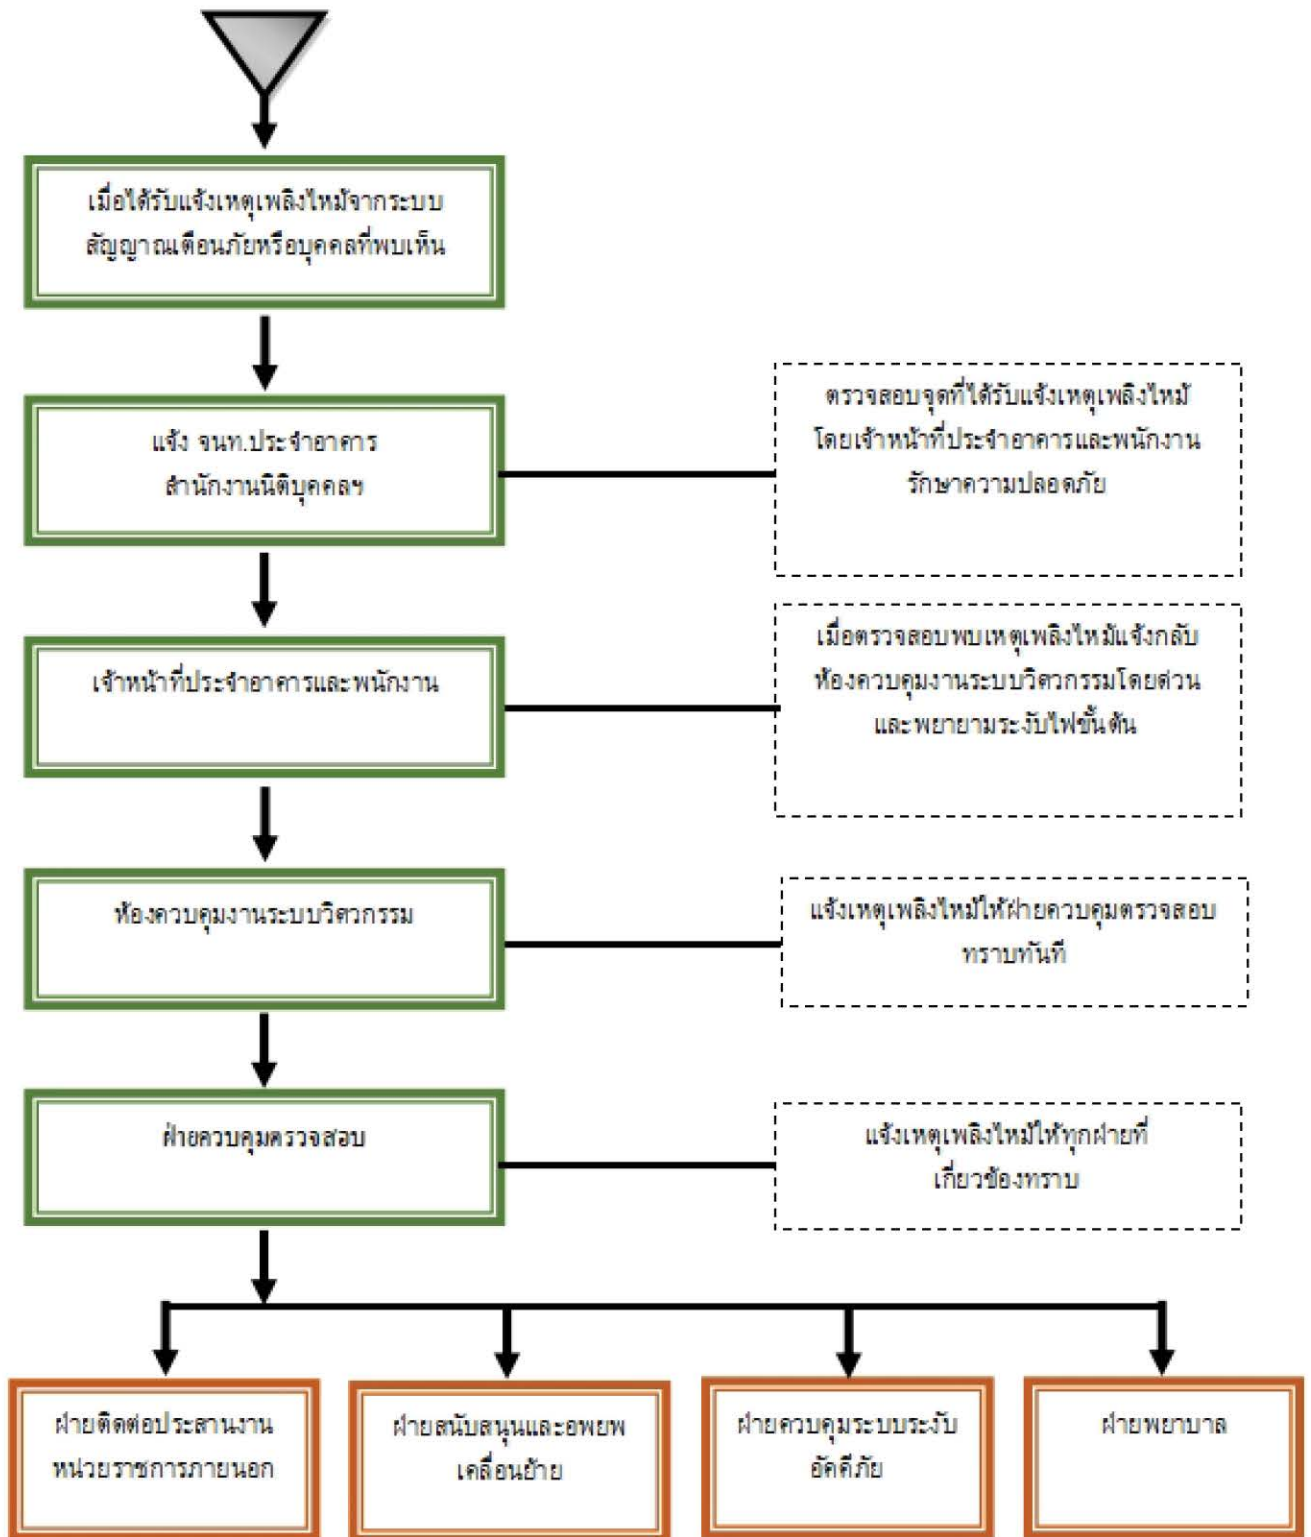 เมื่อได้รับแจ้งเหตุเพลิงไหม้จากระบบ
สัญญาณเตือนภัยหรือบุคคลที่พบเห็น
แจ้ง จนท.ประจำอาคาร
สำนักงานนิติบุคคลฯ
ตรวจสอบจุดที่ได้รับแจ้งเหตุเพลิงไหม้
โดยเจ้าหน้าที่ประจำอาคารและพนักงาน
รักษาความปลอดภัย
เจ้าหน้าที่ประจำอาคารและพนักงาน
เมื่อตรวจสอบพบเหตุเพลิงไหม้แจ้งกลับ
ห้องควบคุมงานระบบวิศวกรรมโดยด่วน
และพยายามระงับไฟขั้นต้น
ห้องควบคุมงานระบบวิศวกรรม
แจ้งเหตุเพลิงไหม้ให้ฝ่ายควบคุมตรวจสอบ
ทราบทันที
ฝ่ายควบคุมตรวจสอบ
แจ้งเหตุเพลิงไหม้ให้ทุกฝ่ายที่
เกี่ยวข้องทราบ
ฝ่ายติดต่อประสานงาน
หน่วยราชการภายนอก
ฝ่ายสนับสนุนและอพยพ
เคลื่อนย้าย
ฝ่ายควบคุมระบบระงับ
อัคคีภัย
ฝ่ายพยาบาล